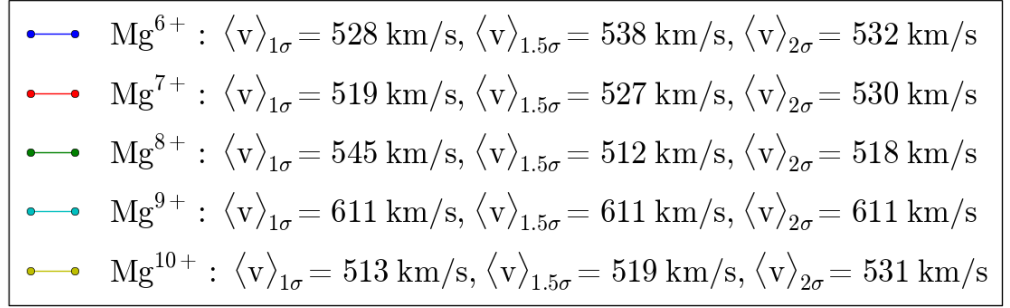 Mg⁶⁺ : ⟨v⟩₁σ = 528 km/s, ⟨v⟩₁.₅σ = 538 km/s, ⟨v⟩₂σ = 532 km/s
Mg⁷⁺ : ⟨v⟩₁σ = 519 km/s, ⟨v⟩₁.₅σ = 527 km/s, ⟨v⟩₂σ = 530 km/s
Mg⁸⁺ : ⟨v⟩₁σ = 545 km/s, ⟨v⟩₁.₅σ = 512 km/s, ⟨v⟩₂σ = 518 km/s
Mg⁹⁺ : ⟨v⟩₁σ = 611 km/s, ⟨v⟩₁.₅σ = 611 km/s, ⟨v⟩₂σ = 611 km/s
Mg¹⁰⁺ : ⟨v⟩₁σ = 513 km/s, ⟨v⟩₁.₅σ = 519 km/s, ⟨v⟩₂σ = 531 km/s